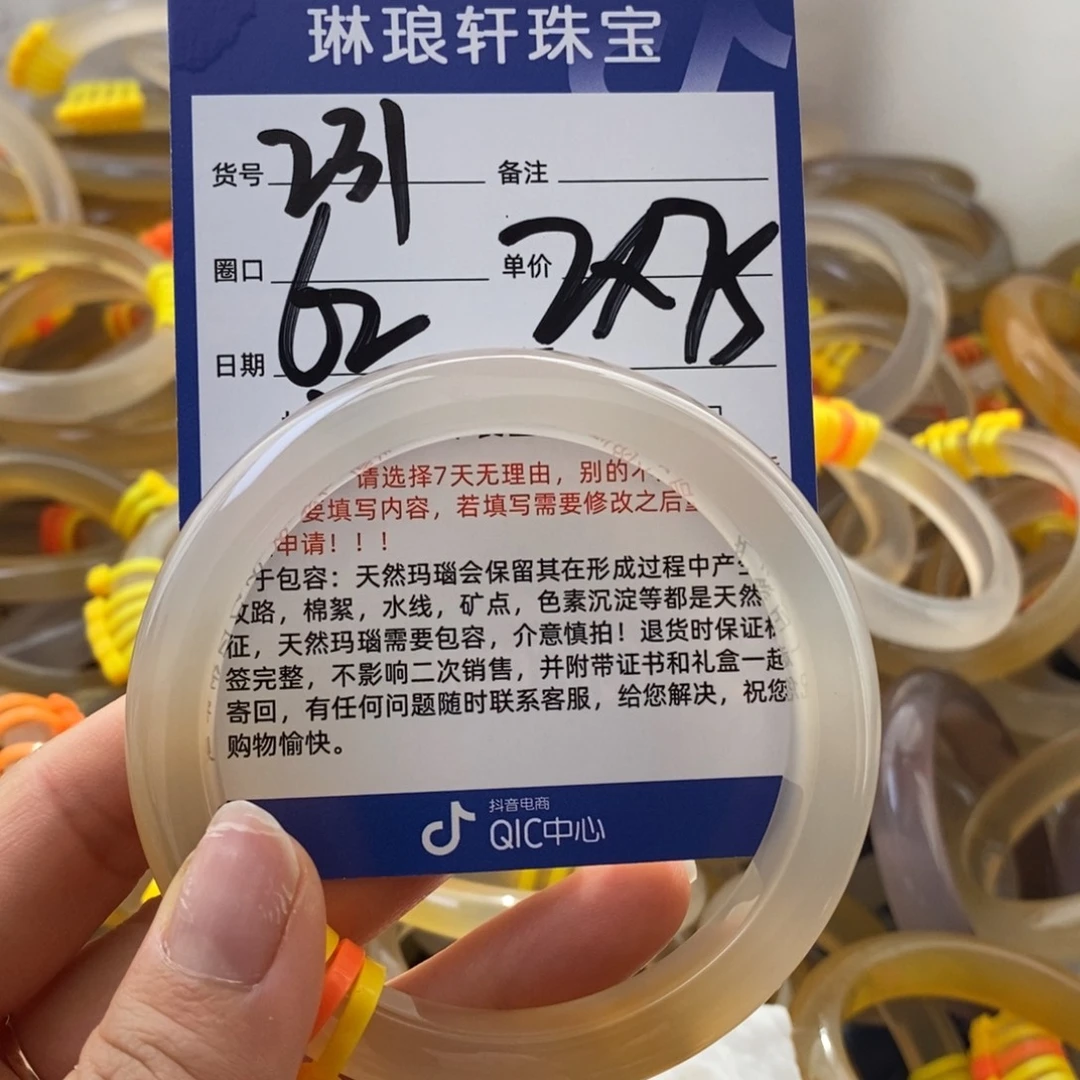 琳琅轩珠宝
货号 231 备注
圈口 62 单价
日期
请选择7天无理由，别的不
要填写内容，若填写需要修改之后重
申请！！！
于包容：天然玛瑙会保留其在形成过程中产生
纹路，棉絮，水线，矿点，色素沉淀等都是天然
征，天然玛瑙需要包容，介意慎拍！退货时保证标
签完整，不影响二次销售，并附带证书和礼盒一起
寄回，有任何问题随时联系客服，给您解决，祝您
购物愉快。
抖音电商
QIC中心